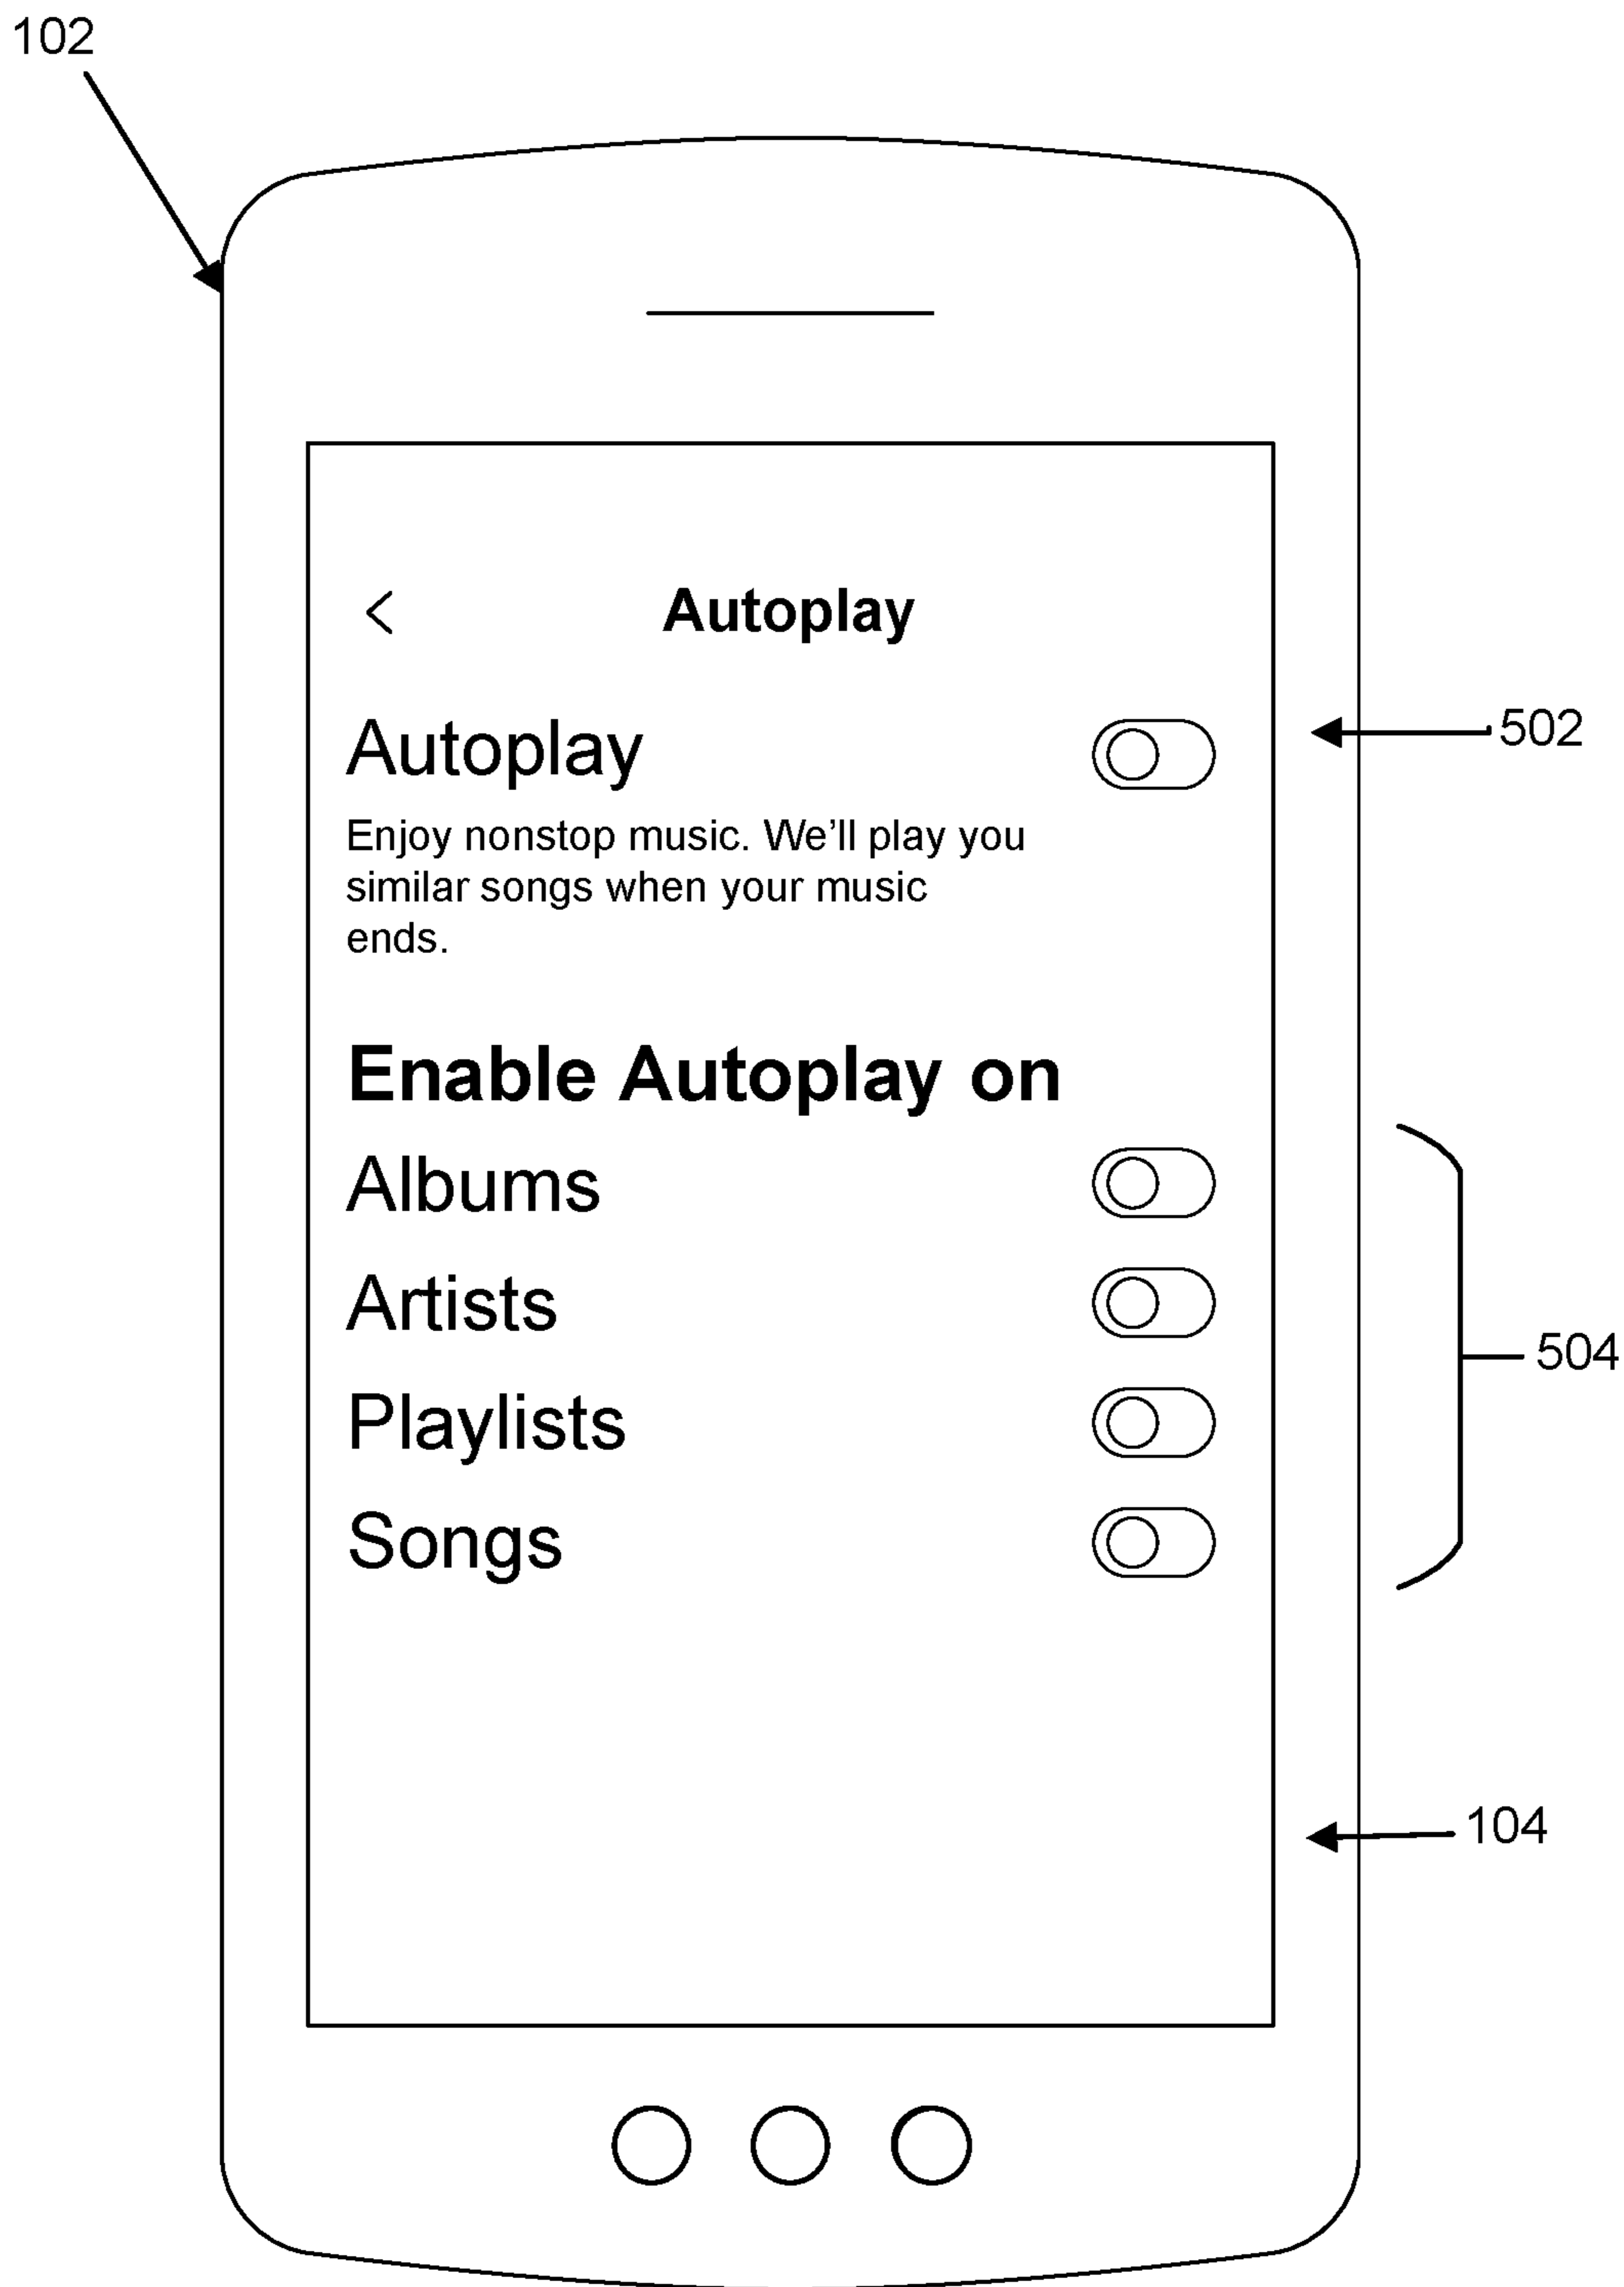 102
< Autoplay
Autoplay
502
Enjoy nonstop music. We'll play you
similar songs when your music
ends.
Enable Autoplay on
Albums
Artists
504
Playlists
Songs
104